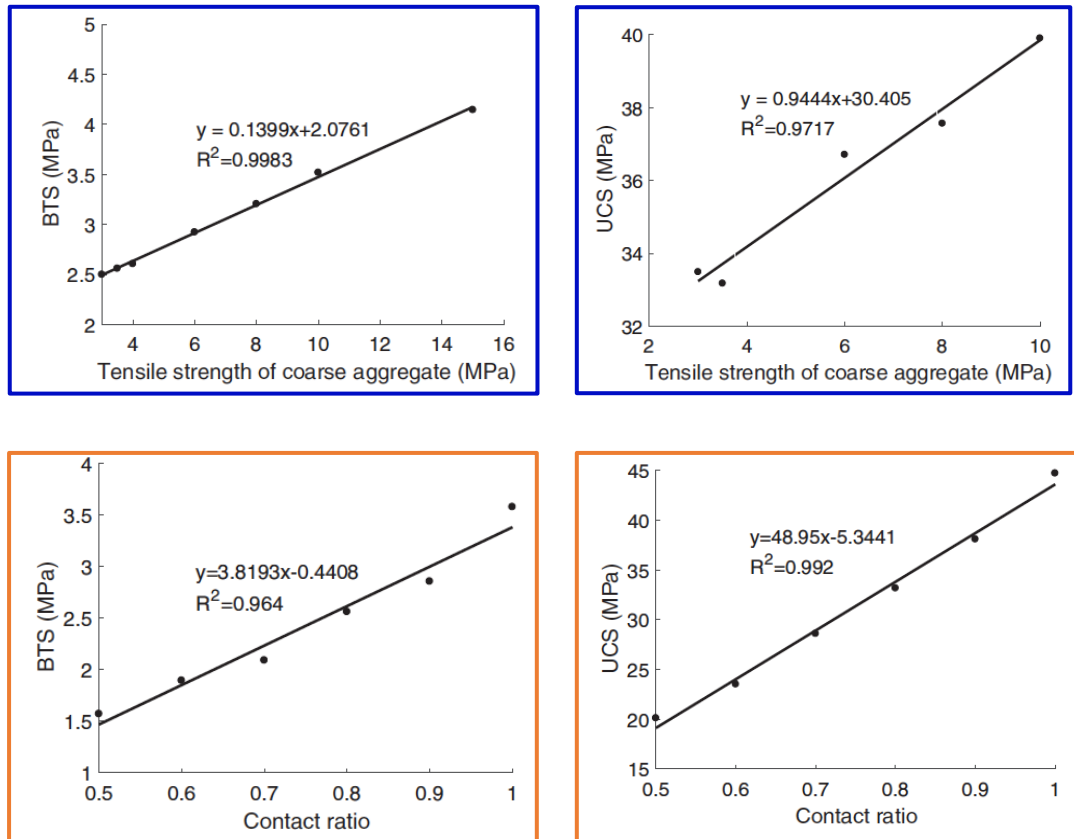 5
4.5
4
3.5
3
2.5
2
BTS (MPa)
y = 0.1399x+2.0761
R²=0.9983
4 6 8 10 12 14 16
Tensile strength of coarse aggregate (MPa)
40
38
36
34
32
UCS (MPa)
y = 0.9444x+30.405
R²=0.9717
2 4 6 8 10
Tensile strength of coarse aggregate (MPa)
4
3.5
3
2.5
2
1.5
1
BTS (MPa)
y=3.8193x-0.4408
R²=0.964
0.5 0.6 0.7 0.8 0.9 1
Contact ratio
45
40
35
30
25
20
15
UCS (MPa)
y=48.95x-5.3441
R²=0.992
0.5 0.6 0.7 0.8 0.9 1
Contact ratio